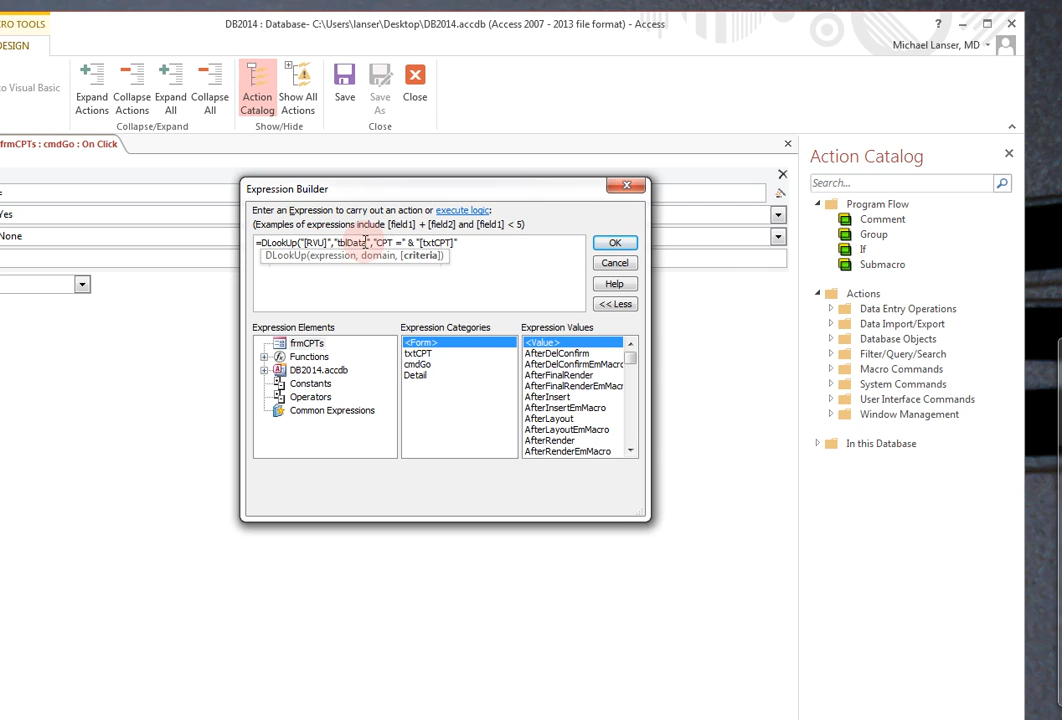 RO TOOLS
DB2014 : Database- C:\Users\lanser\Desktop\DB2014.accdb (Access 2007 - 2013 file format) - Access
?
DESIGN
Michael Lanser, MD
to Visual Basic
Expand Actions
Collapse Actions
Expand All
Collapse All
Action Catalog
Show All Actions
Save
Save As
Close
Collapse/Expand
Show/Hide
Close
frmCPTs : cmdGo : On Click
=
Yes
None
Expression Builder
Enter an Expression to carry out an action or execute logic:
(Examples of expressions include [field1] + [field2] and [field1] < 5)
=DLookUp("[RVU]","tblData","CPT =" & "[txtCPT]"
DLookUp(expression, domain, [criteria])
OK
Cancel
Help
<< Less
Expression Elements
frmCPTs
Functions
DB2014.accdb
Constants
Operators
Common Expressions
Expression Categories
<Form>
txtCPT
cmdGo
Detail
Expression Values
<Value>
AfterDelConfirm
AfterDelConfirmEmMacr
AfterFinalRender
AfterFinalRenderEmMac
AfterInsert
AfterInsertEmMacro
AfterLayout
AfterLayoutEmMacro
AfterRender
AfterRenderEmMacro
Action Catalog
Search...
Program Flow
Comment
Group
If
Submacro
Actions
Data Entry Operations
Data Import/Export
Database Objects
Filter/Query/Search
Macro Commands
System Commands
User Interface Commands
Window Management
In this Database